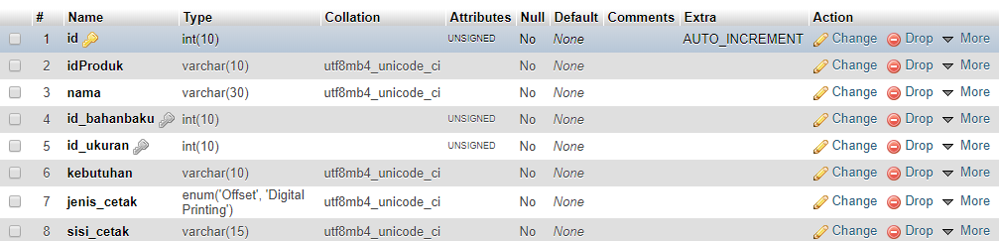 # Name Type Collation Attributes Null Default Comments Extra Action
1 id int(10) UNSIGNED No None AUTO_INCREMENT Change Drop More
2 idProduk varchar(10) utf8mb4_unicode_ci No None Change Drop More
3 nama varchar(30) utf8mb4_unicode_ci No None Change Drop More
4 id_bahanbaku int(10) UNSIGNED No None Change Drop More
5 id_ukuran int(10) UNSIGNED No None Change Drop More
6 kebutuhan varchar(10) utf8mb4_unicode_ci No None Change Drop More
7 jenis_cetak enum('Offset', 'Digital Printing') utf8mb4_unicode_ci No None Change Drop More
8 sisi_cetak varchar(15) utf8mb4_unicode_ci No None Change Drop More